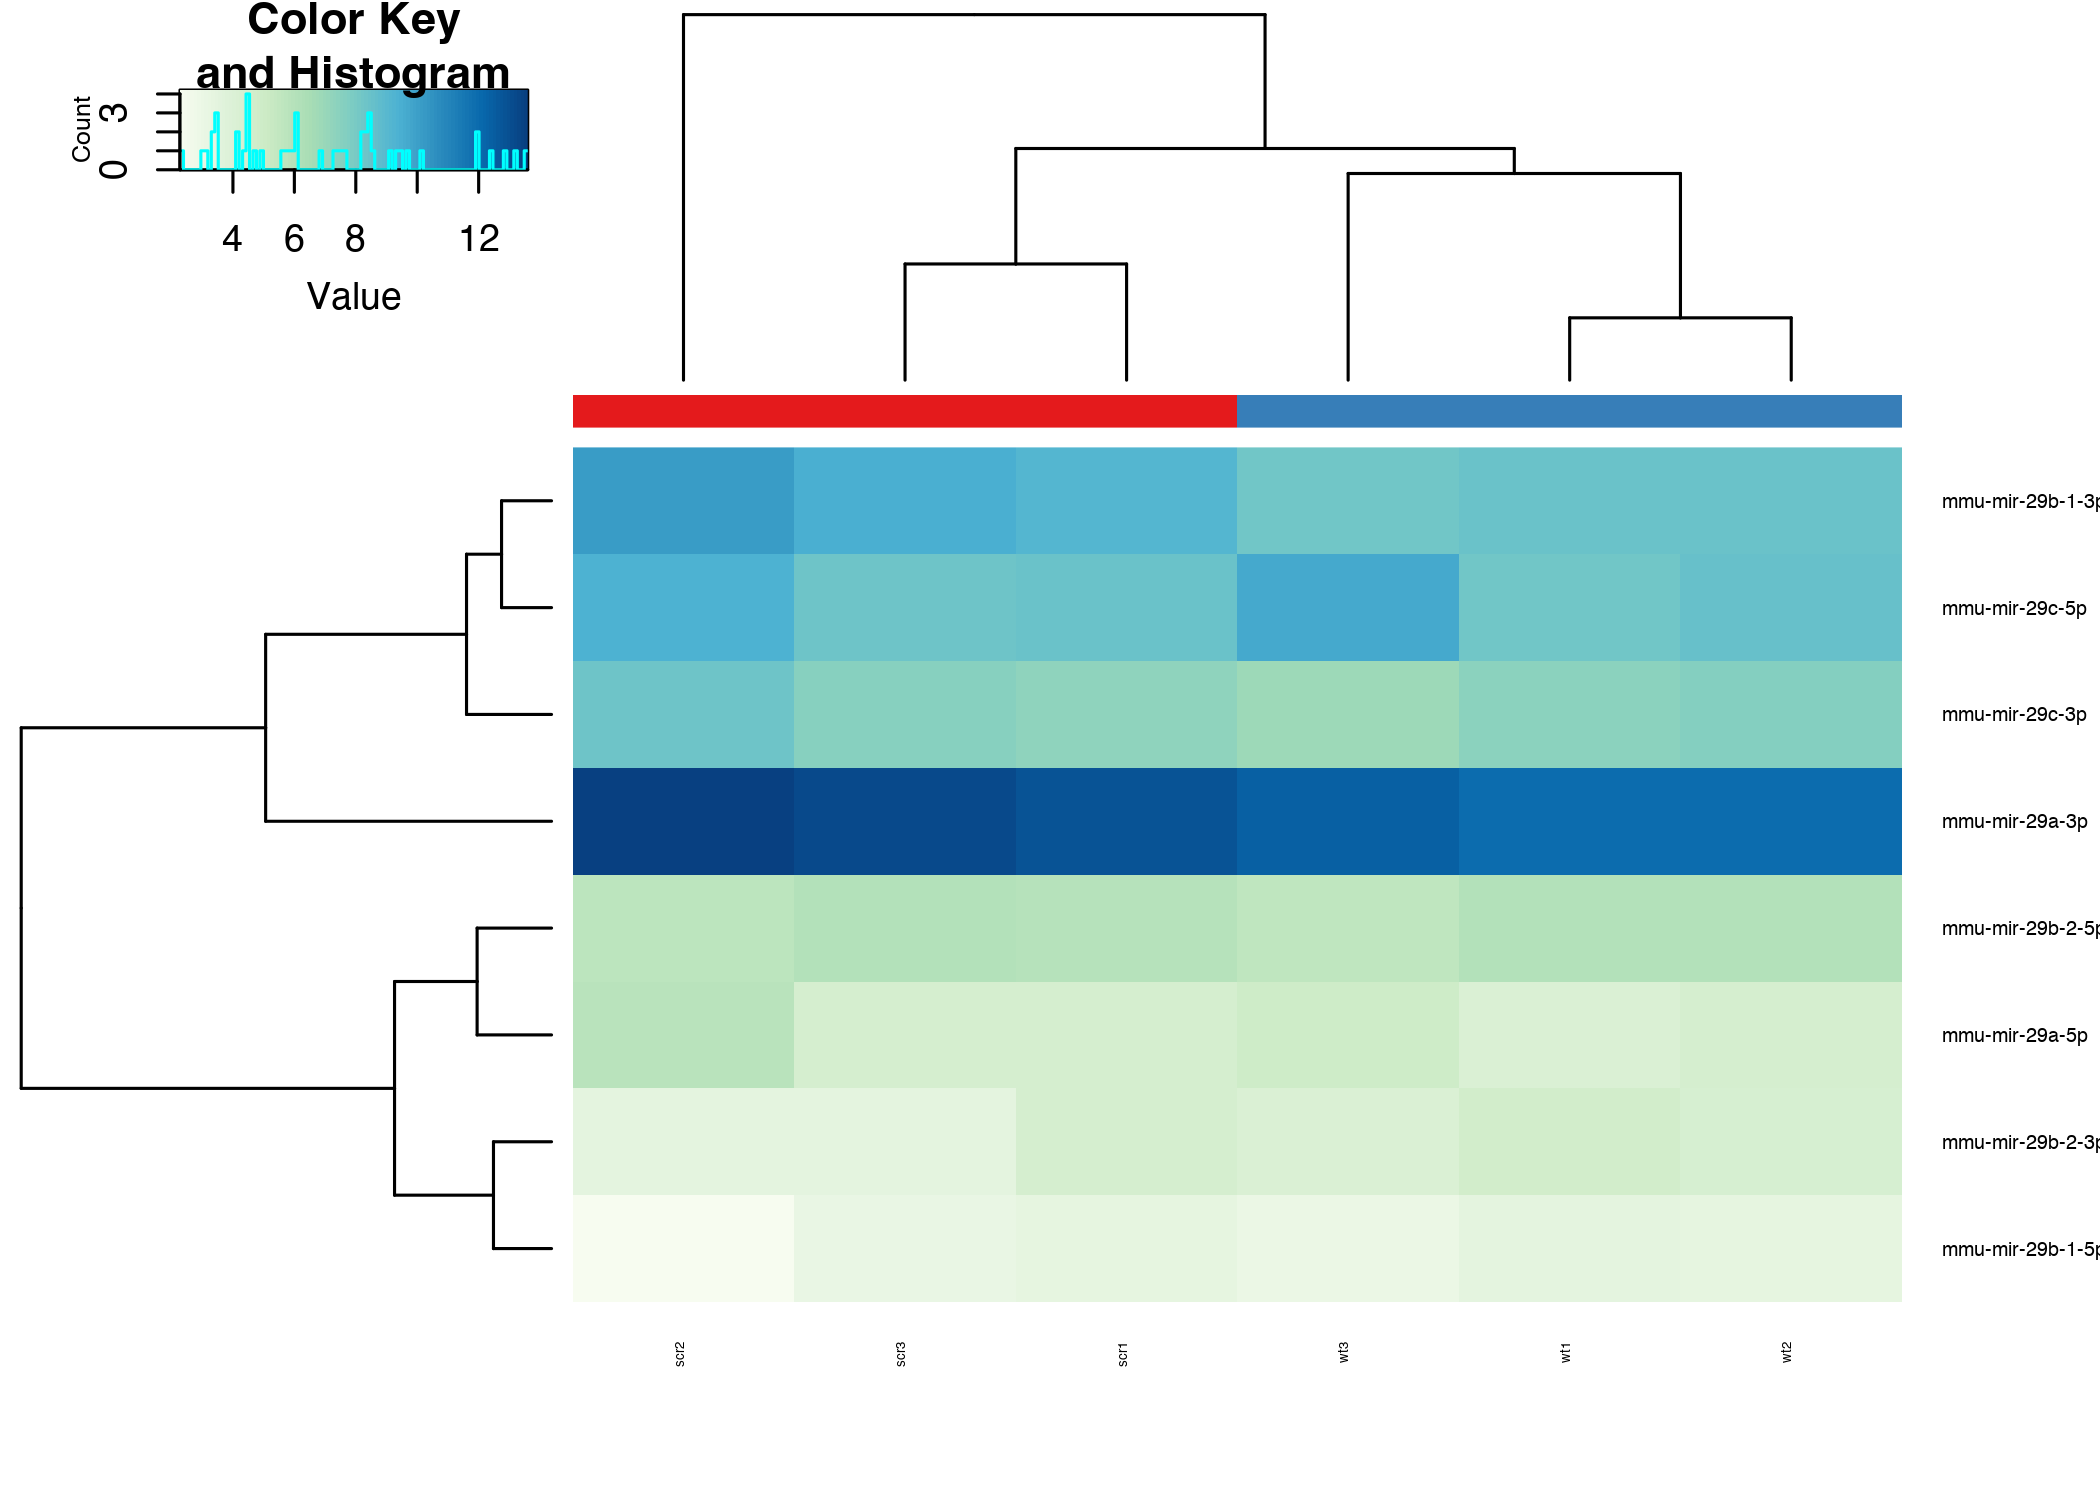 Color Key
and Histogram
Count
0 3
4 6 8 12
Value
mmu-mir-29b-1-3p
mmu-mir-29c-5p
mmu-mir-29c-3p
mmu-mir-29a-3p
mmu-mir-29b-2-5p
mmu-mir-29a-5p
mmu-mir-29b-2-3p
mmu-mir-29b-1-5p
scr2 scr3 scr1 wt3 wt1 wt2